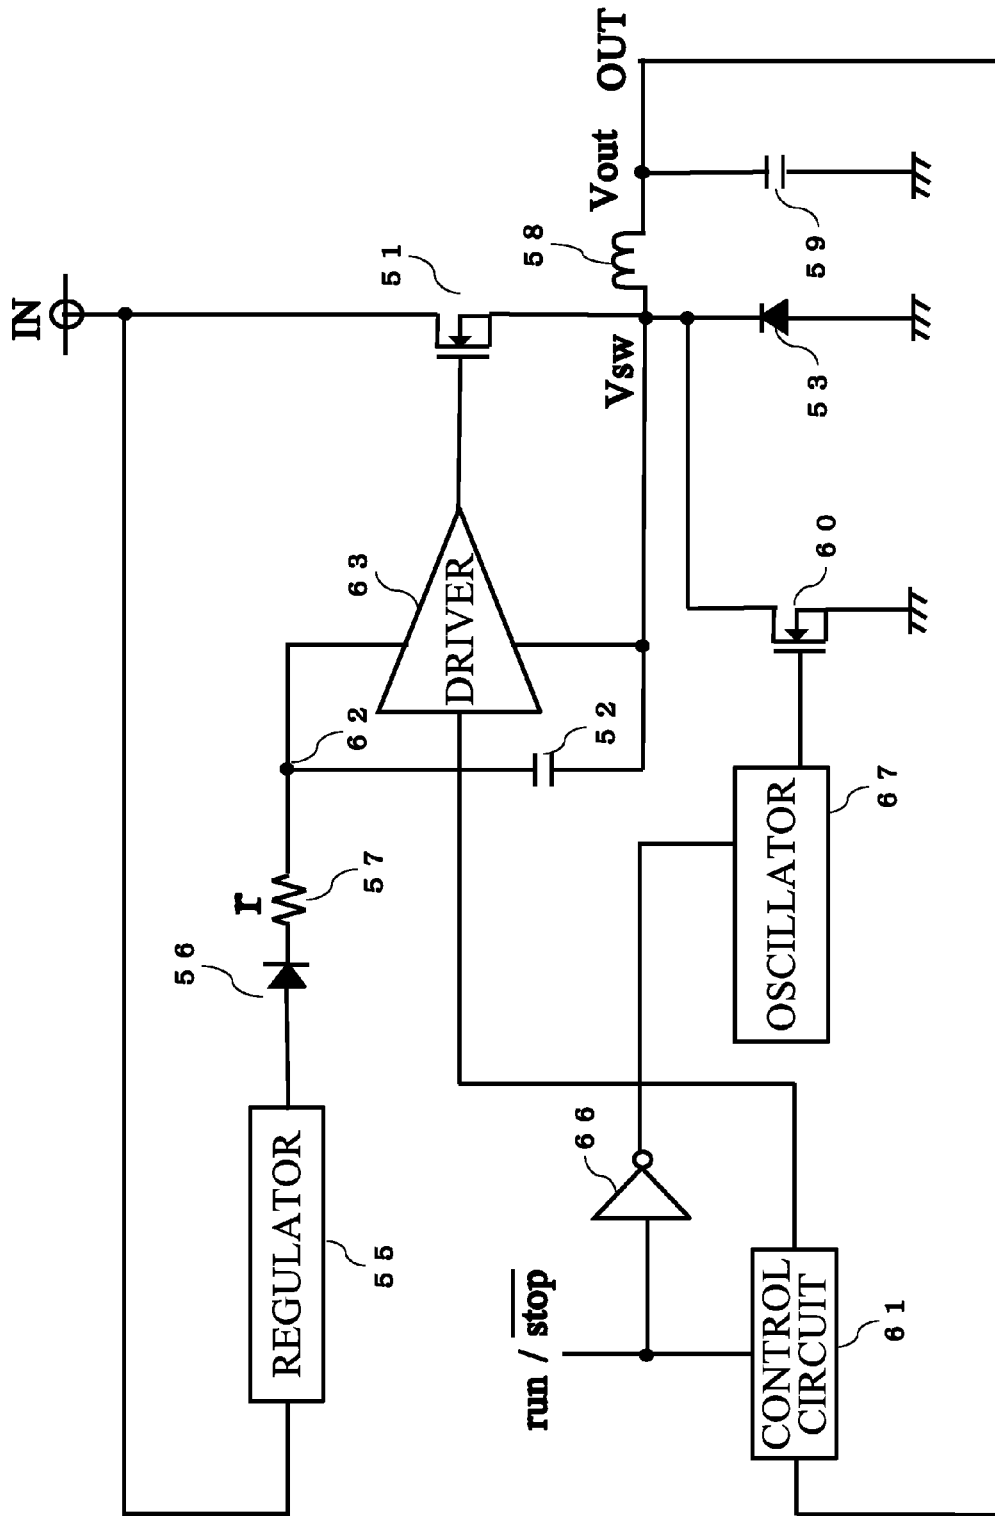 IN
５６
r
REGULATOR
６２
６３
５７
５５
５１
DRIVER
run / stop
５８
６６
５２
Vsw
Vout
OUT
CONTROL
CIRCUIT
OSCILLATOR
６０
５３
５９
６１
６７